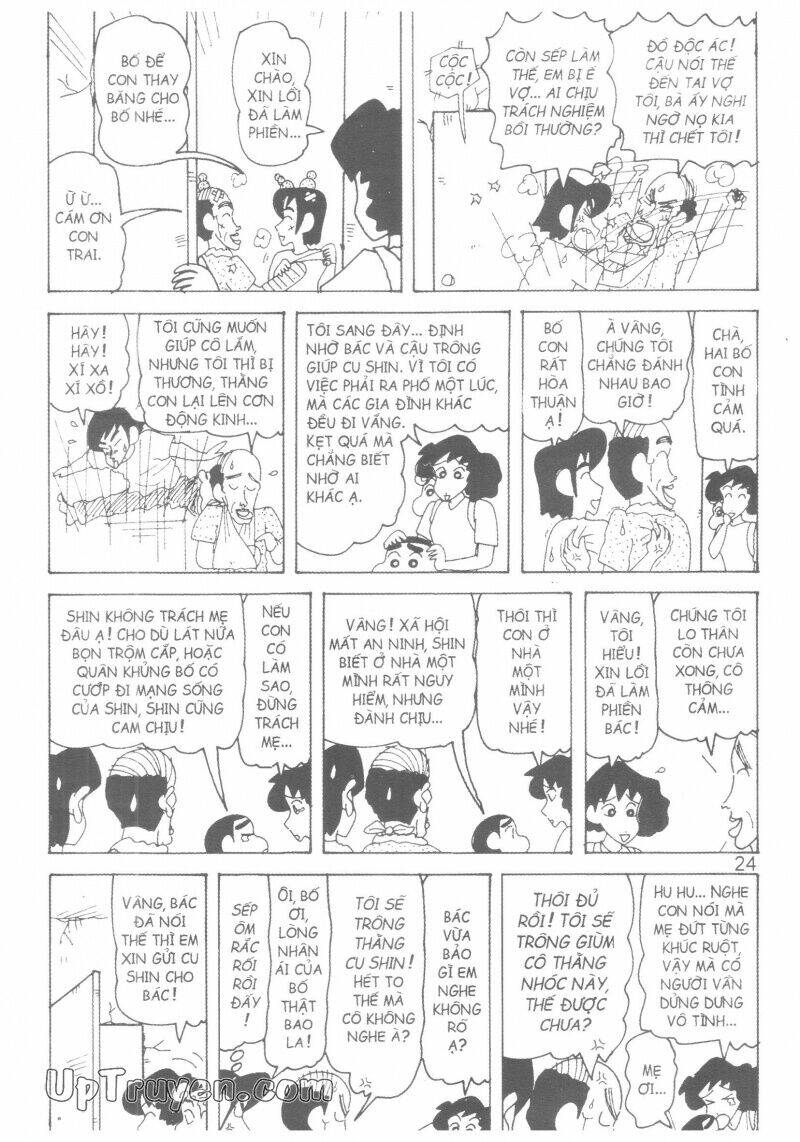 ĐỒ ĐỘC ÁC!
CẬU NÓI THẾ
ĐẾN TAI VỢ
TÔI, BÀ ẤY NGHI
NGỜ NỌ KIA
THÌ CHẾT TÔI!
CÒN SẾP LÀM
THẾ, EM BỊ Ế
VỢ... AI CHỊU
TRÁCH NGHIỆM
BỒI THƯỜNG?
CỘC
CỘC!
XIN
CHÀO,
XIN LỖI
ĐÃ LÀM
PHIỀN...
BỐ ĐỂ
CON THAY
BĂNG CHO
BỐ NHÉ...
Ừ Ừ...
CẢM ƠN
CON
TRAI.
CHÀ,
HAI BỐ
CON
TÌNH
CẢM
QUÁ.
À VÂNG,
CHÚNG TÔI
CHẲNG ĐÁNH
NHAU BAO
GIỜ!
BỐ
CON
RẤT
HÒA
THUẬN
Ạ!
TÔI SANG ĐÂY... ĐỊNH
NHỜ BÁC VÀ CẬU TRÔNG
GIÚP CU SHIN. VÌ TÔI CÓ
VIỆC PHẢI RA PHỐ MỘT LÚC,
MÀ CÁC GIA ĐÌNH KHÁC
ĐỀU ĐI VẮNG.
KẸT QUÁ MÀ
CHẲNG BIẾT
NHỜ AI
KHÁC Ạ.
TÔI CŨNG MUỐN
GIÚP CÔ LẮM,
NHƯNG TÔI THÌ BỊ
THƯƠNG, THẰNG
CON LẠI LÊN CƠN
ĐỘNG KINH...
HÂY!
HÂY!
XÍ XA
XÍ XỒ!
CHÚNG TÔI
LO THÂN
CÒN CHƯA
XONG, CÔ
THÔNG
CẢM...
VÂNG,
TÔI
HIỂU!
XIN LỖI
ĐÃ LÀM
PHIỀN
BÁC!
THÔI THÌ
CON Ở
NHÀ
MỘT
MÌNH
VẬY
NHÉ!
VÂNG! XÃ HỘI
MẤT AN NINH, SHIN
BIẾT Ở NHÀ MỘT
MÌNH RẤT NGUY
HIỂM, NHƯNG
ĐÀNH CHỊU...
NẾU
CON
CÓ
LÀM
SAO,
ĐỪNG
TRÁCH
MẸ...
SHIN KHÔNG TRÁCH MẸ
ĐÂU Ạ! CHO DÙ LÁT NỮA
BỌN TRỘM CẮP, HOẶC
QUÂN KHỦNG BỐ CÓ
CƯỚP ĐI MẠNG SỐNG
CỦA SHIN, SHIN CŨNG
CAM CHỊU!
24
HU HU... NGHE
CON NÓI MÀ
MẸ ĐỨT TỪNG
KHÚC RUỘT,
VẬY MÀ CÓ
NGƯỜI VẪN
DỬNG DƯNG
VÔ TÌNH...
MẸ
ƠI...
THÔI ĐỦ
RỒI! TÔI SẼ
TRÔNG GIÙM
CÔ THẰNG
NHÓC NÀY,
THẾ ĐƯỢC
CHƯA?
BÁC
VỪA
BẢO
GÌ EM
NGHE
KHÔNG
RÕ
Ạ?
TÔI SẼ
TRÔNG
THẰNG
CU SHIN!
HÉT TO
THẾ MÀ
CÔ KHÔNG
NGHE À?
ÔI, BỐ
ƠI,
LÒNG
NHÂN
ÁI CỦA
BỐ
THẬT
BAO
LA!
SẾP
ÔM
RẮC
RỐI
RỒI
ĐẤY!
VÂNG, BÁC
ĐÃ NÓI
THẾ THÌ EM
XIN GỬI CU
SHIN CHO
BÁC!
UpTruyen.com